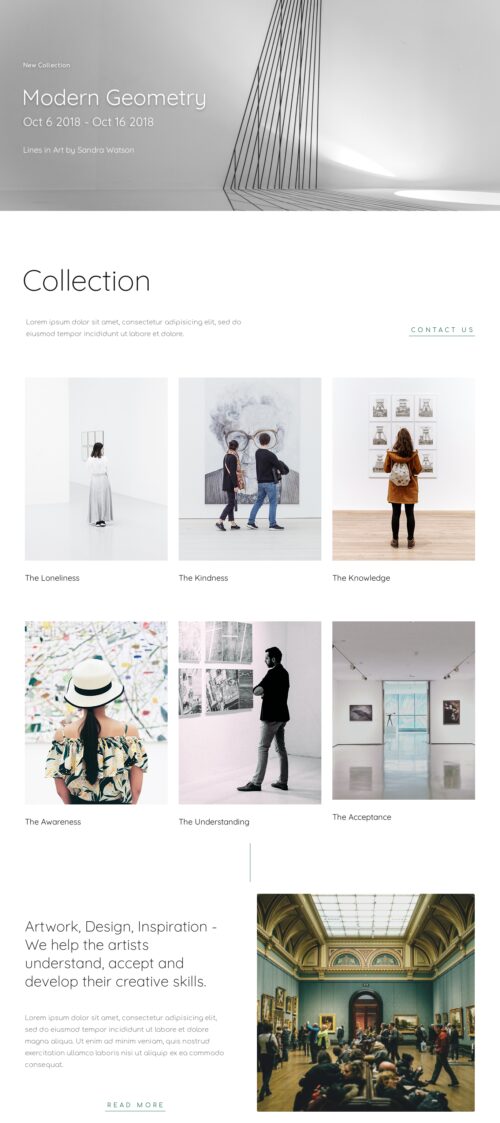 New Collection
Modern Geometry
Oct 6 2018 - Oct 16 2018
Lines in Art by Sandra Watson
Collection
Lorem ipsum dolor sit amet, consectetur adipisicing elit, sed do
eiusmod tempor incididunt ut labore et dolore.
CONTACT US
The Loneliness
The Kindness
The Knowledge
The Awareness
The Understanding
The Acceptance
Artwork, Design, Inspiration -
We help the artists
understand, accept and
develop their creative skills.
Lorem ipsum dolor sit amet, consectetur adipisicing elit,
sed do eiusmod tempor incididunt ut labore et dolore
magna aliqua. Ut enim ad minim veniam, quis nostrud
exercitation ullamco laboris nisi ut aliquip ex ea commodo
consequat.
READ MORE